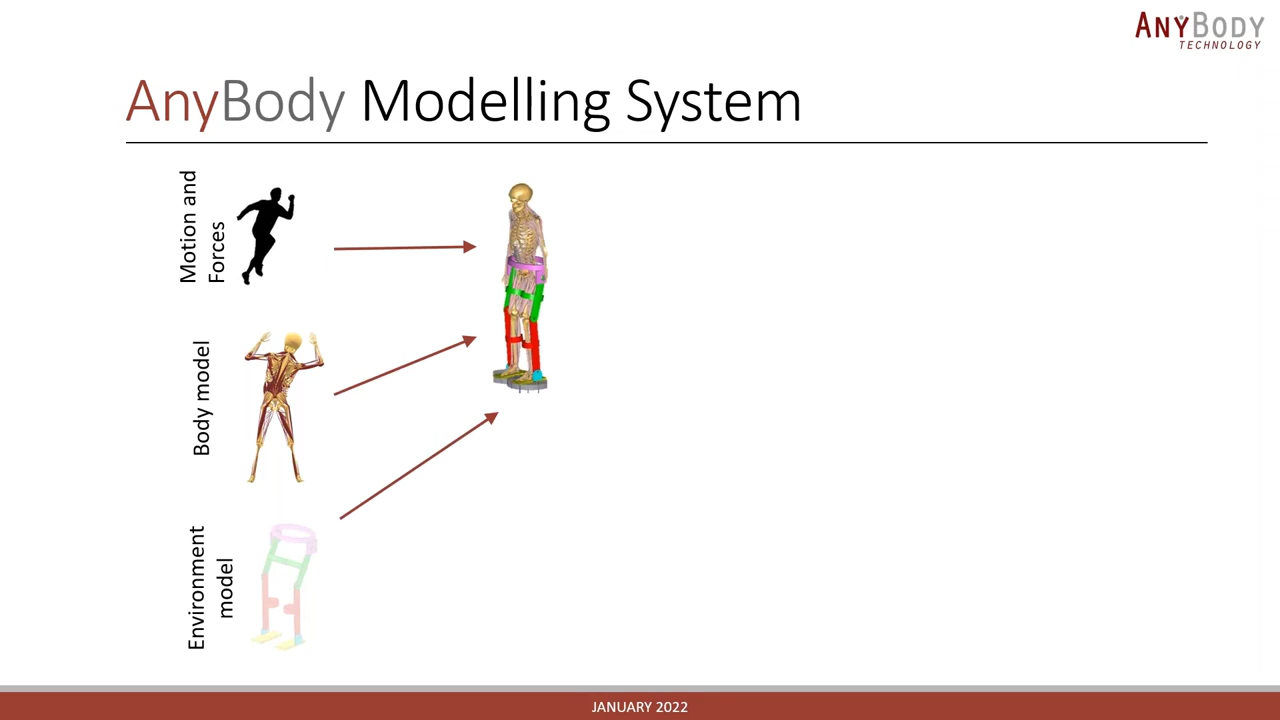 ANYBODY
TECHNOLOGY
AnyBody Modelling System
Motion and
Forces
Body model
Environment
model
JANUARY 2022